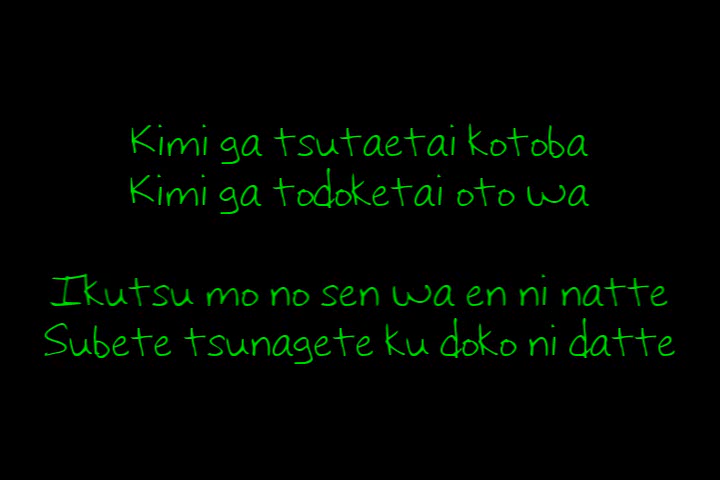 Kimi ga tsutaetai kotoba
Kimi ga todoketai oto wa
Ikutsu mo no sen wa en ni natte
Subete tsunagete ku doko ni datte